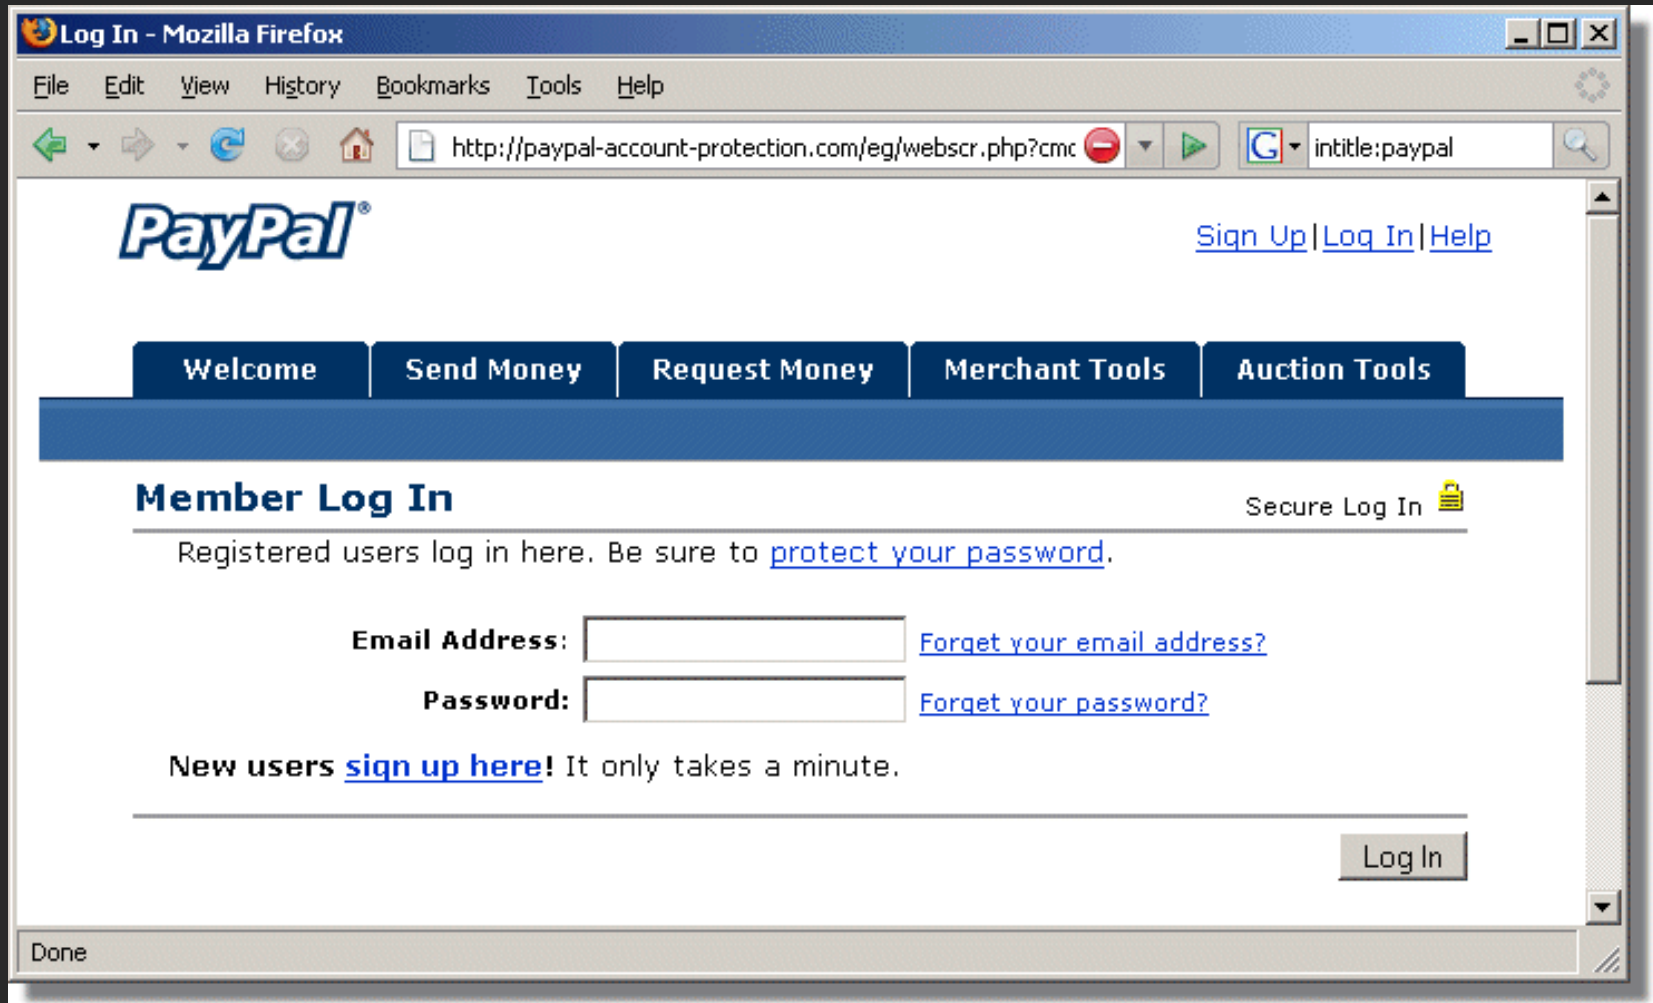 Log In - Mozilla Firefox
File Edit View History Bookmarks Tools Help
http://paypal-account-protection.com/eg/webscr.php?cmd G intitle:paypal
PayPal®
Sign Up|Log In|Help
Welcome Send Money Request Money Merchant Tools Auction Tools
Member Log In Secure Log In
Registered users log in here. Be sure to protect your password.
Email Address: Forget your email address?
Password: Forget your password?
New users sign up here! It only takes a minute.
Log In
Done